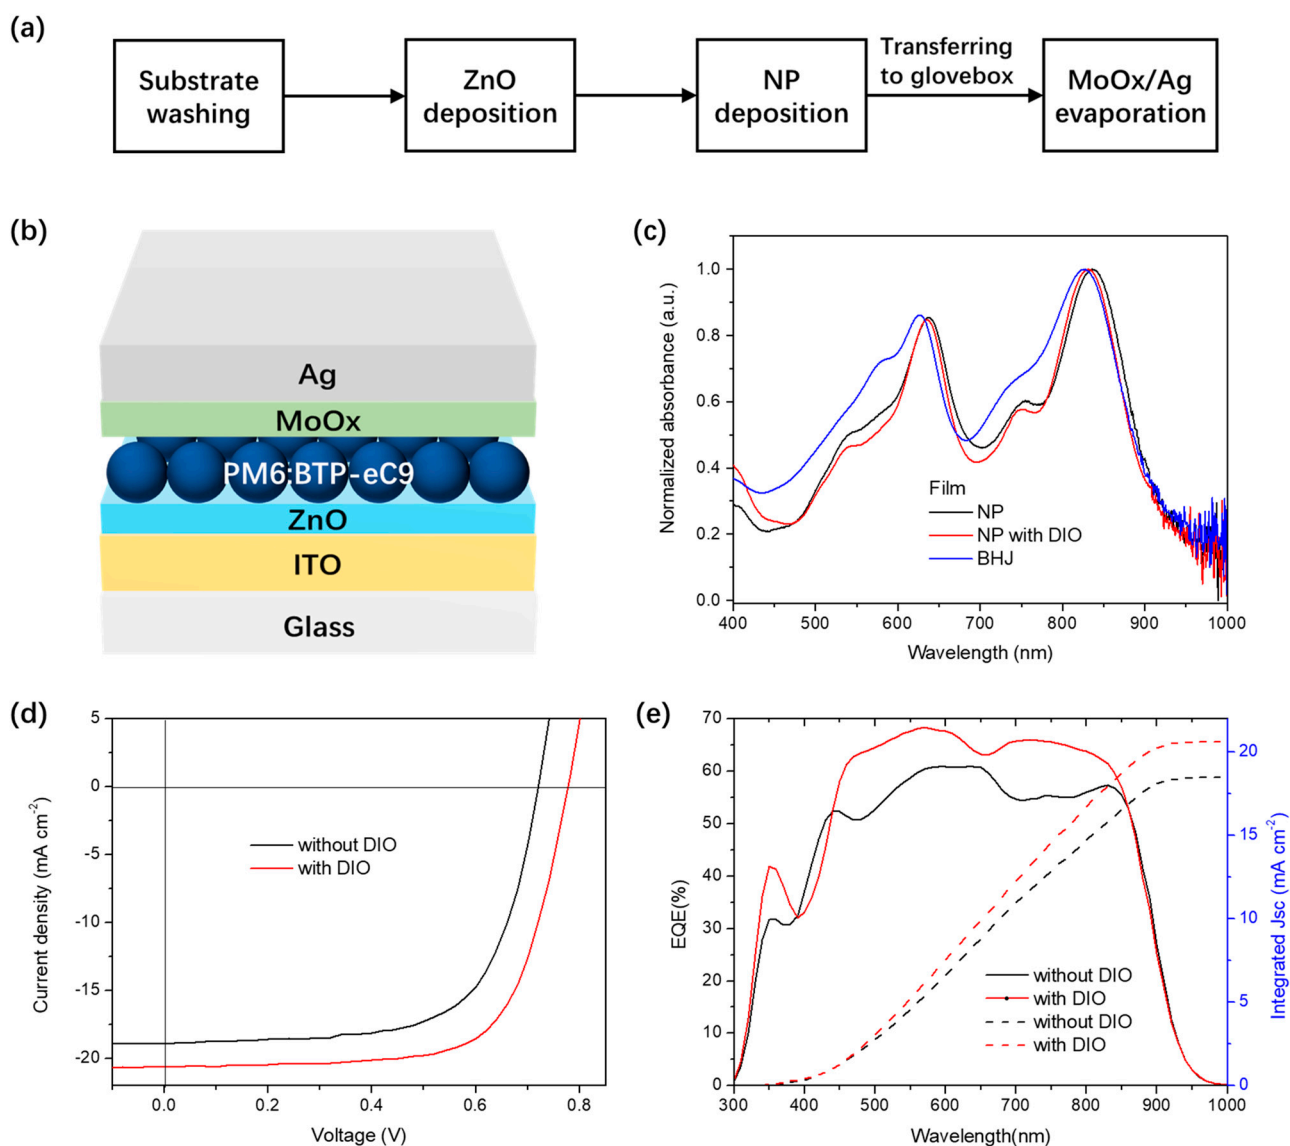 (a)
Substrate
washing
ZnO
deposition
NP
deposition
Transferring
to glovebox
MoOx/Ag
evaporation
(b)
Ag
MoOx
PM6:BTP-eC9
ZnO
ITO
Glass
(c)
Normalized absorbance (a.u.)
1.0
0.8
0.6
0.4
0.2
0.0
Film
NP
NP with DIO
BHJ
400 500 600 700 800 900 1000
Wavelength (nm)
(d)
Current density (mA cm⁻²)
5
0
-5
-10
-15
-20
without DIO
with DIO
0.0 0.2 0.4 0.6 0.8
Voltage (V)
(e)
EQE(%)
70
60
50
40
30
20
10
0
without DIO
with DIO
without DIO
with DIO
20
15
10
5
0
Integrated Jsc (mA cm⁻²)
300 400 500 600 700 800 900 1000
Wavelength(nm)